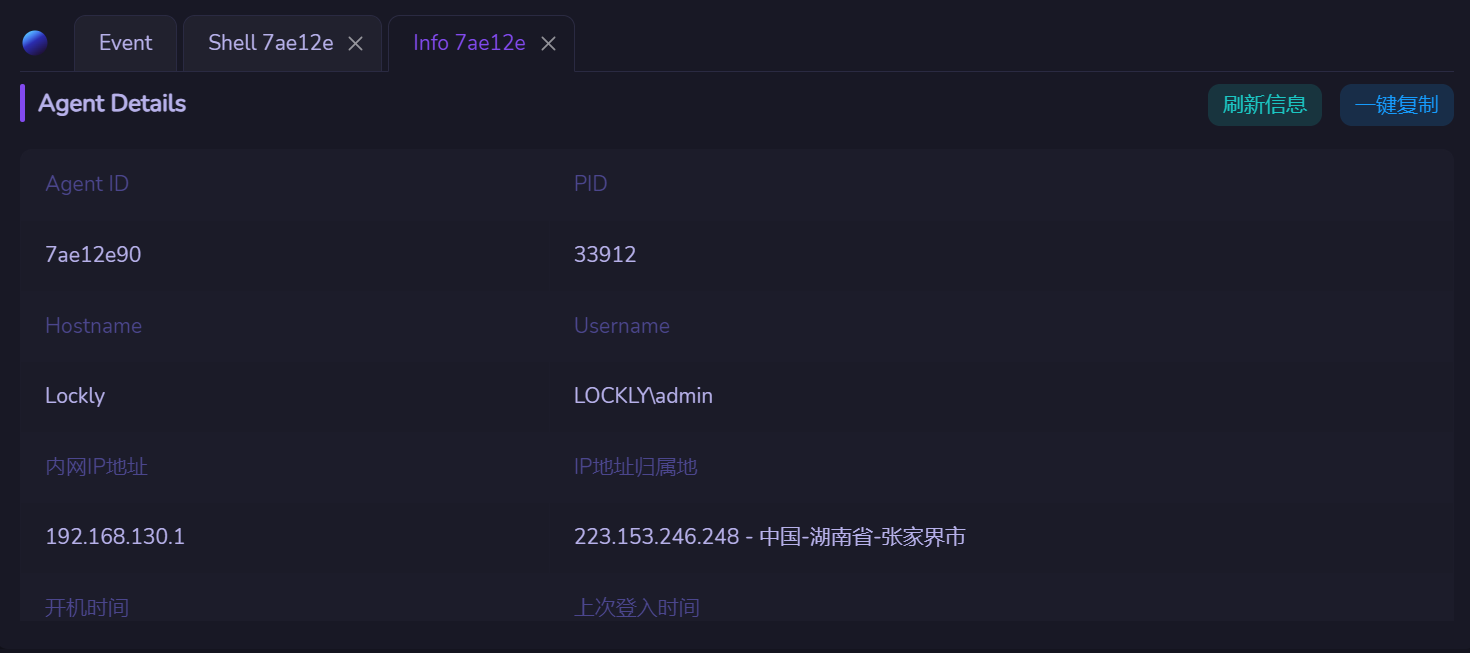 Event Shell 7ae12e Info 7ae12e
Agent Details 刷新信息 一键复制
Agent ID PID
7ae12e90 33912
Hostname Username
Lockly LOCKLY\admin
内网IP地址 IP地址归属地
192.168.130.1 223.153.246.248 - 中国-湖南省-张家界市
开机时间 上次登入时间